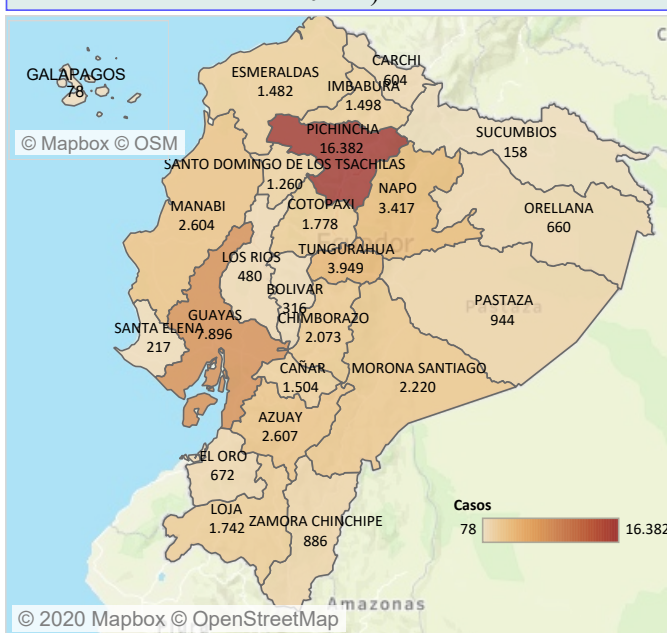 GALAPAGOS
78
© Mapbox © OSM
CARCHI
604
ESMERALDAS
1.482
IMBABURA
1.498
PICHINCHA
16.382
SUCUMBIOS
158
SANTO DOMINGO DE LOS TSACHILAS
1.260
NAPO
3.417
MANABI
2.604
COTOPAXI
1.778
ORELLANA
660
TUNGURAHUA
3.949
LOS RIOS
480
BOLIVAR
316
PASTAZA
944
Pastaza
GUAYAS
7.896
SANTA ELENA
217
CHIMBORAZO
2.073
CAÑAR
1.504
MORONA SANTIAGO
2.220
AZUAY
2.607
EL ORO
672
LOJA
1.742
ZAMORA CHINCHIPE
886
Casos
78
16.382
Amazonas
© 2020 Mapbox © OpenStreetMap